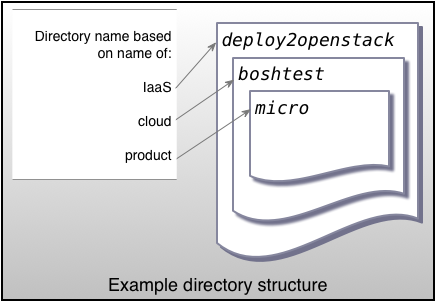 Directory name based
on name of:
IaaS
cloud
product
deploy2openstack
boshtest
micro
Example directory structure